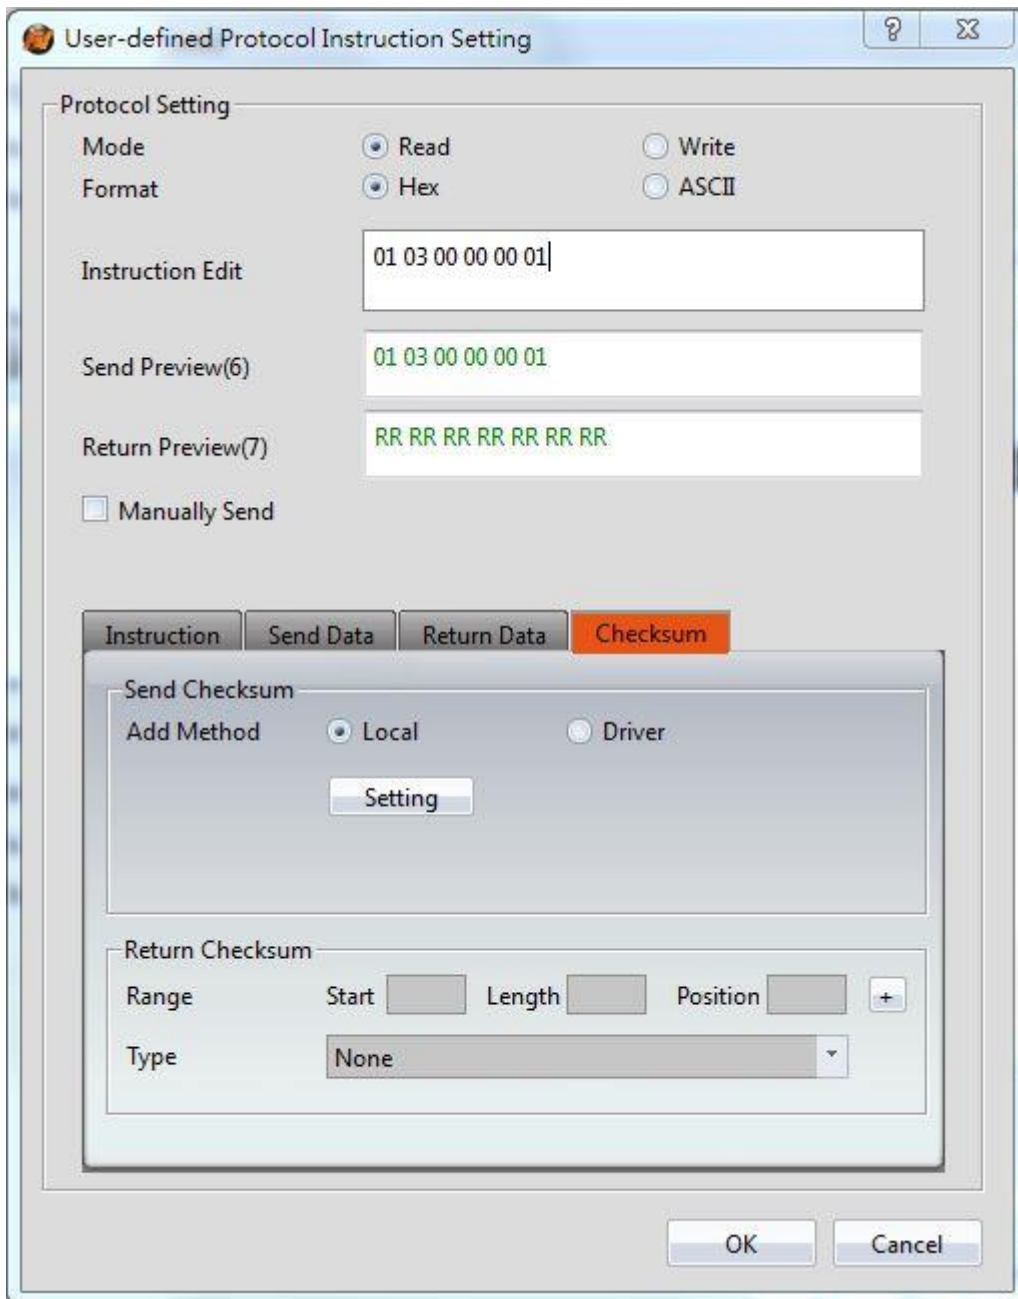 User-defined Protocol Instruction Setting
Protocol Setting
Mode Read Write
Format Hex ASCII
Instruction Edit 01 03 00 00 00 01
Send Preview(6) 01 03 00 00 00 01
Return Preview(7) RR RR RR RR RR RR RR
Manually Send
Instruction Send Data Return Data Checksum
Send Checksum
Add Method Local Driver
Setting
Return Checksum
Range Start Length Position +
Type None
OK Cancel